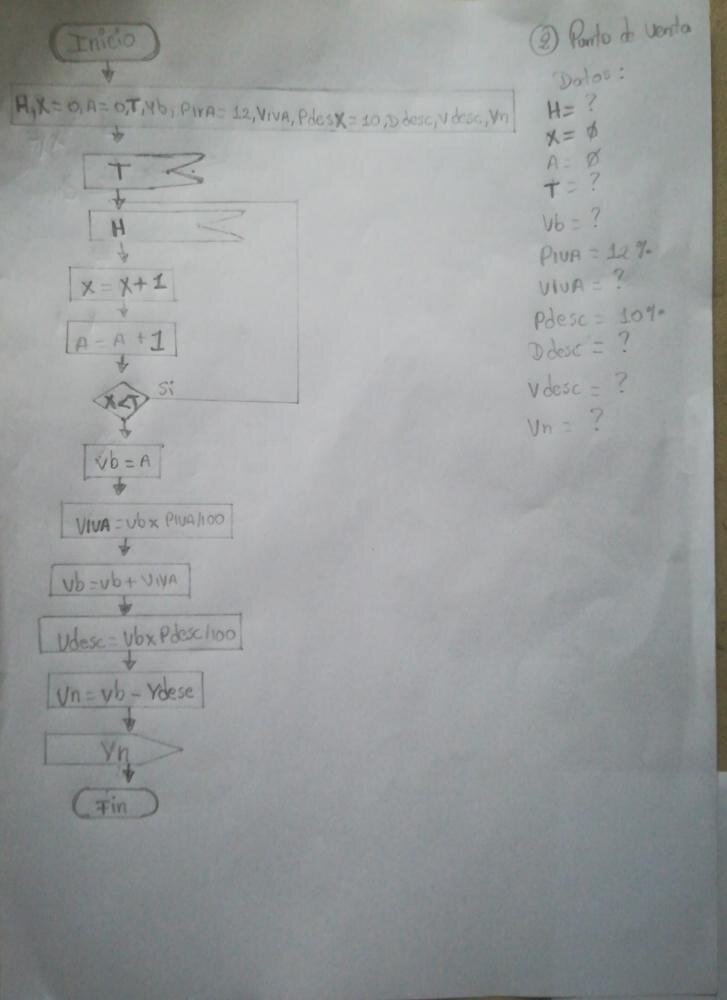 Inicio
H, X=0, A=0, T, Vb, PIVA=12, VIVA, PdesX=10, Ddesc, Vdesc, Vn
T
H
X=X+1
A=A+1
X<T
Si
Vb=A
VIVA=Vb x PIVA/100
Vb=Vb+VIVA
Vdesc=Vb x Pdesc/100
Vn=Vb-Vdesc
Vn
Fin
② Punto de Venta
Datos:
H= ?
X= Ø
A= Ø
T= ?
Vb= ?
PIVA=12%
VIVA= ?
Pdesc= 10%
Ddesc= ?
Vdesc= ?
Vn= ?